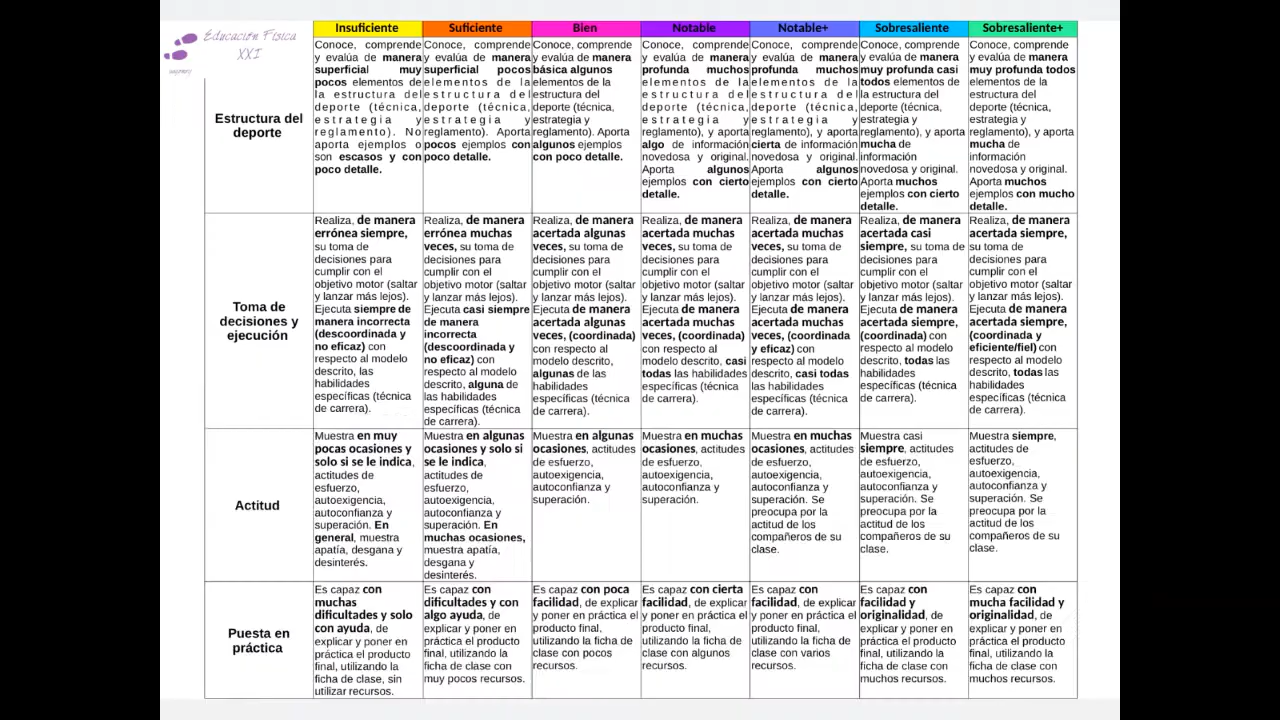 Educación Física
XXI
Insuficiente
Suficiente
Bien
Notable
Notable+
Sobresaliente
Sobresaliente+
Estructura del
deporte
Conoce, comprende
y evalúa de manera
superficial muy
pocos elementos de
la estructura del
deporte (técnica,
estrategia y
reglamento). No
aporta ejemplos o
son escasos y con
poco detalle.
Conoce, comprende
y evalúa de manera
superficial pocos
elementos de la
estructura del
deporte (técnica,
estrategia y
reglamento). Aporta
pocos ejemplos con
poco detalle.
Conoce, comprende
y evalúa de manera
básica algunos
elementos de la
estructura del
deporte (técnica,
estrategia y
reglamento). Aporta
algunos ejemplos
con poco detalle.
Conoce, comprende
y evalúa de manera
profunda muchos
elementos de la
estructura del
deporte (técnica,
estrategia y
reglamento), y aporta
algo de información
novedosa y original.
Aporta algunos
ejemplos con cierto
detalle.
Conoce, comprende
y evalúa de manera
profunda muchos
elementos de la
estructura del
deporte (técnica,
estrategia y
reglamento), y aporta
cierta de información
novedosa y original.
Aporta algunos
ejemplos con cierto
detalle.
Conoce, comprende
y evalúa de manera
muy profunda casi
todos elementos de
la estructura del
deporte (técnica,
estrategia y
reglamento), y aporta
mucha de
información
novedosa y original.
Aporta muchos
ejemplos con cierto
detalle.
Conoce, comprende
y evalúa de manera
muy profunda todos
elementos de la
estructura del
deporte (técnica,
estrategia y
reglamento), y aporta
mucha de
información
novedosa y original.
Aporta muchos
ejemplos con mucho
detalle.
Toma de
decisiones y
ejecución
Realiza, de manera
errónea siempre,
su toma de
decisiones para
cumplir con el
objetivo motor (saltar
y lanzar más lejos).
Ejecuta siempre de
manera incorrecta
(descoordinada y
no eficaz) con
respecto al modelo
descrito, las
habilidades
específicas (técnica
de carrera).
Realiza, de manera
errónea muchas
veces, su toma de
decisiones para
cumplir con el
objetivo motor (saltar
y lanzar más lejos).
Ejecuta casi siempre
de manera
incorrecta
(descoordinada y
no eficaz) con
respecto al modelo
descrito, alguna de
las habilidades
específicas (técnica
de carrera).
Realiza, de manera
acertada algunas
veces, su toma de
decisiones para
cumplir con el
objetivo motor (saltar
y lanzar más lejos).
Ejecuta de manera
acertada algunas
veces, (coordinada)
con respecto al
modelo descrito,
algunas de las
habilidades
específicas (técnica
de carrera).
Realiza, de manera
acertada muchas
veces, su toma de
decisiones para
cumplir con el
objetivo motor (saltar
y lanzar más lejos).
Ejecuta de manera
acertada muchas
veces, (coordinada)
con respecto al
modelo descrito, casi
todas las habilidades
específicas (técnica
de carrera).
Realiza, de manera
acertada muchas
veces, su toma de
decisiones para
cumplir con el
objetivo motor (saltar
y lanzar más lejos).
Ejecuta de manera
acertada muchas
veces, (coordinada
y eficaz) con
respecto al modelo
descrito, casi todas
las habilidades
específicas (técnica
de carrera).
Realiza, de manera
acertada casi
siempre, su toma de
decisiones para
cumplir con el
objetivo motor (saltar
y lanzar más lejos).
Ejecuta de manera
acertada siempre,
(coordinada) con
respecto al modelo
descrito, todas las
habilidades
específicas (técnica
de carrera).
Realiza, de manera
acertada siempre,
su toma de
decisiones para
cumplir con el
objetivo motor (saltar
y lanzar más lejos).
Ejecuta de manera
acertada siempre,
(coordinada y
eficiente/fiel) con
respecto al modelo
descrito, todas las
habilidades
específicas (técnica
de carrera).
Actitud
Muestra en muy
pocas ocasiones y
solo si se le indica,
actitudes de
esfuerzo,
autoexigencia,
autoconfianza y
superación. En
general, muestra
apatía, desgana y
desinterés.
Muestra en algunas
ocasiones y solo si
se le indica,
actitudes de
esfuerzo,
autoexigencia,
autoconfianza y
superación. En
muchas ocasiones,
muestra apatía,
desgana y
desinterés.
Muestra en algunas
ocasiones, actitudes
de esfuerzo,
autoexigencia,
autoconfianza y
superación.
Muestra en muchas
ocasiones, actitudes
de esfuerzo,
autoexigencia,
autoconfianza y
superación.
Muestra en muchas
ocasiones, actitudes
de esfuerzo,
autoexigencia,
autoconfianza y
superación. Se
preocupa por la
actitud de los
compañeros de su
clase.
Muestra casi
siempre, actitudes
de esfuerzo,
autoexigencia,
autoconfianza y
superación. Se
preocupa por la
actitud de los
compañeros de su
clase.
Muestra siempre,
actitudes de
esfuerzo,
autoexigencia,
autoconfianza y
superación. Se
preocupa por la
actitud de los
compañeros de su
clase.
Puesta en
práctica
Es capaz con
muchas
dificultades y solo
con ayuda, de
explicar y poner en
práctica el producto
final, utilizando la
ficha de clase, sin
utilizar recursos.
Es capaz con
dificultades y con
algo ayuda, de
explicar y poner en
práctica el producto
final, utilizando la
ficha de clase con
muy pocos recursos.
Es capaz con poca
facilidad, de explicar
y poner en práctica el
producto final,
utilizando la ficha de
clase con pocos
recursos.
Es capaz con cierta
facilidad, de explicar
y poner en práctica el
producto final,
utilizando la ficha de
clase con algunos
recursos.
Es capaz con
facilidad, de explicar
y poner en práctica el
producto final,
utilizando la ficha de
clase con varios
recursos.
Es capaz con
facilidad y
originalidad, de
explicar y poner en
práctica el producto
final, utilizando la
ficha de clase con
muchos recursos.
Es capaz con
mucha facilidad y
originalidad, de
explicar y poner en
práctica el producto
final, utilizando la
ficha de clase con
muchos recursos.